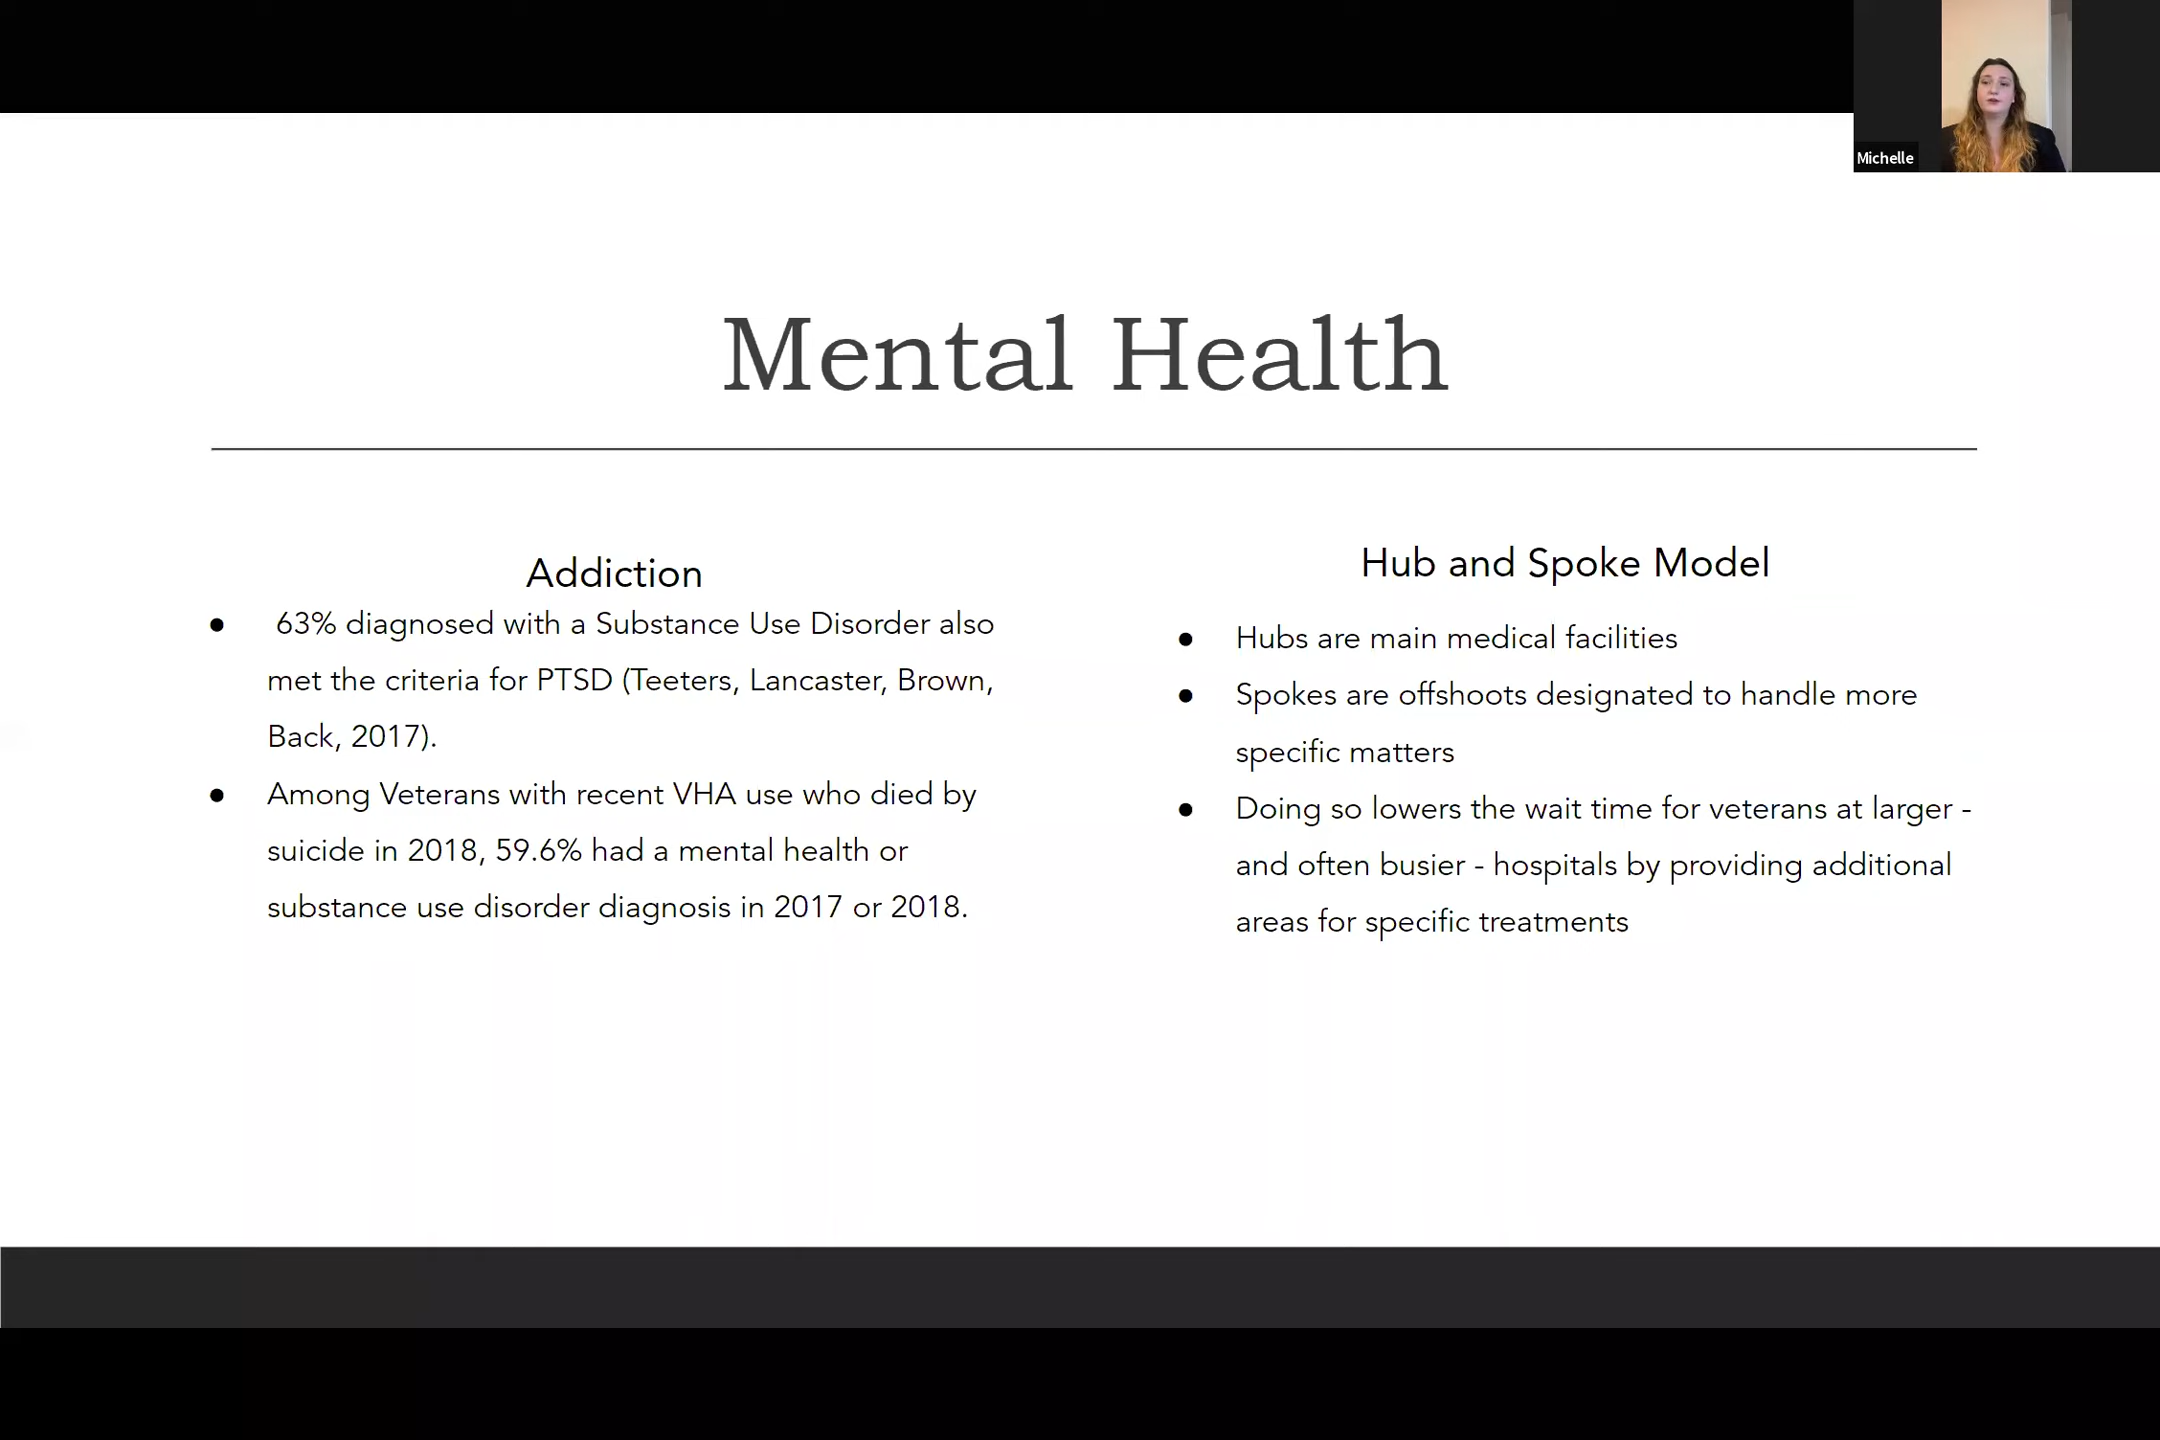 Michelle
Mental Health
Addiction
● 63% diagnosed with a Substance Use Disorder also
met the criteria for PTSD (Teeters, Lancaster, Brown,
Back, 2017).
● Among Veterans with recent VHA use who died by
suicide in 2018, 59.6% had a mental health or
substance use disorder diagnosis in 2017 or 2018.
Hub and Spoke Model
● Hubs are main medical facilities
● Spokes are offshoots designated to handle more
specific matters
● Doing so lowers the wait time for veterans at larger -
and often busier - hospitals by providing additional
areas for specific treatments